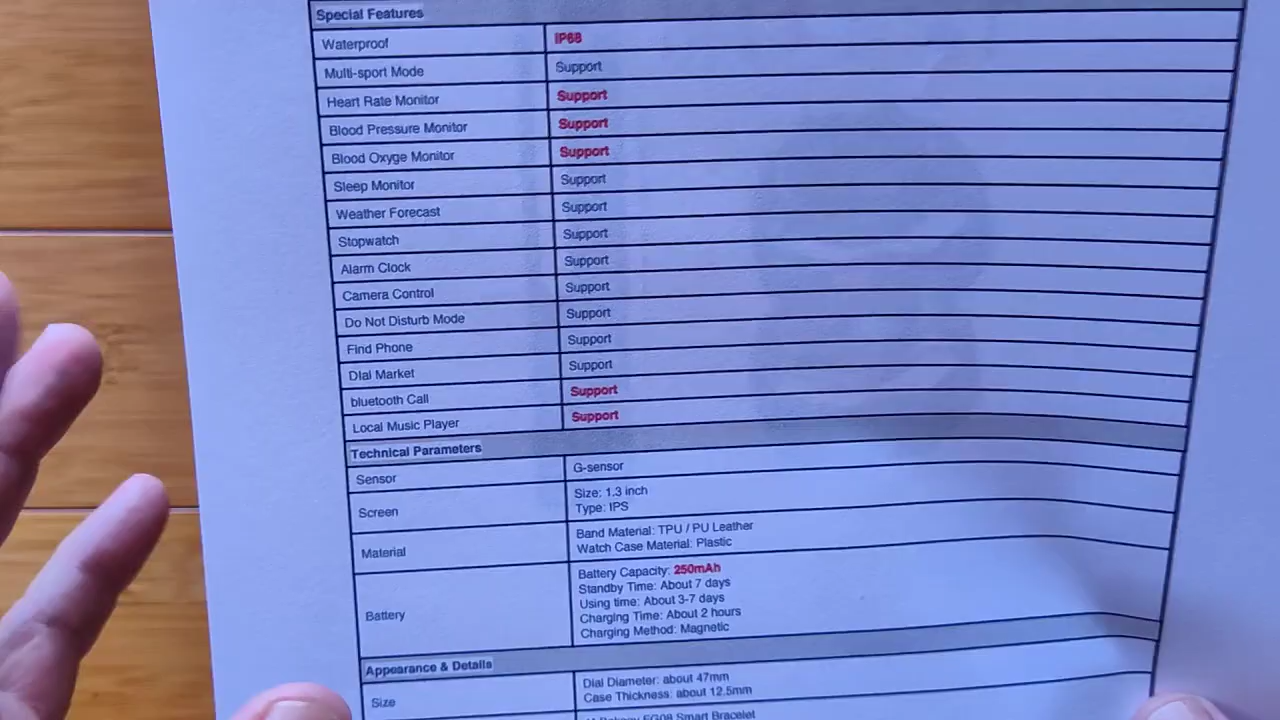 Special Features
Waterproof IP68
Multi-sport Mode Support
Heart Rate Monitor Support
Blood Pressure Monitor Support
Blood Oxyge Monitor Support
Sleep Monitor Support
Weather Forecast Support
Stopwatch Support
Alarm Clock Support
Camera Control Support
Do Not Disturb Mode Support
Find Phone Support
Dial Market Support
bluetooth Call Support
Local Music Player Support
Technical Parameters
Sensor G-sensor
Screen Size: 1.3 inch
Type: IPS
Material Band Material: TPU / PU Leather
Watch Case Material: Plastic
Battery Battery Capacity: 250mAh
Standby Time: About 7 days
Using time: About 3-7 days
Charging Time: About 2 hours
Charging Method: Magnetic
Appearance & Details
Size Dial Diameter: about 47mm
Case Thickness: about 12.5mm
Smart Bracelet